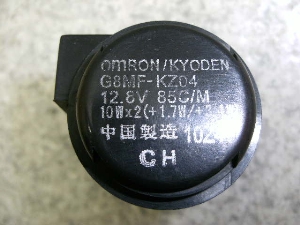 omron/KYODEN
G8MF-KZ04
12.8V 85C/M
10W×2(+1.7W/+
中国製造 102
CH